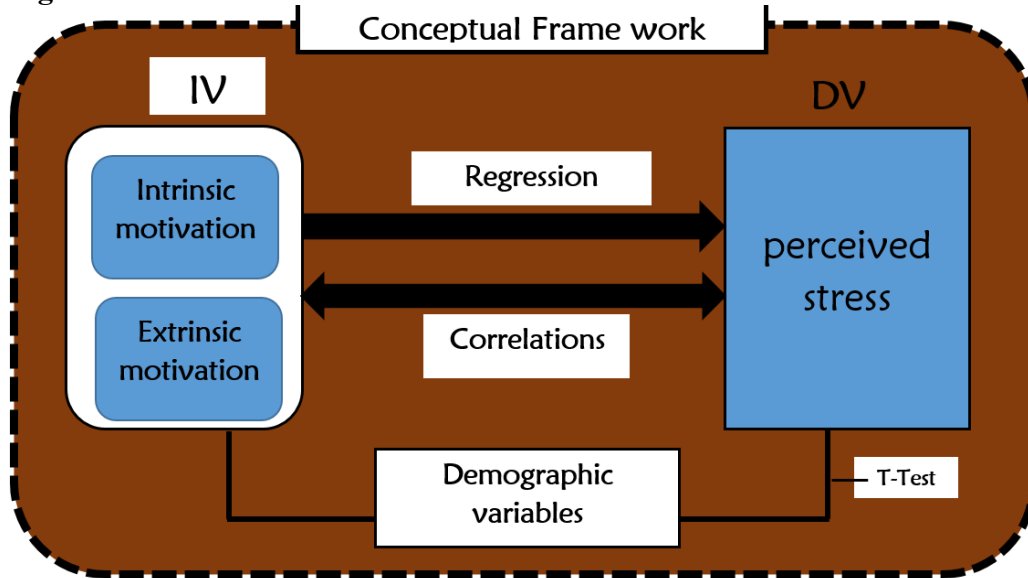 Conceptual Frame work
IV
DV
Intrinsic
motivation
Regression
perceived
stress
Extrinsic
motivation
Correlations
Demographic
variables
T-Test